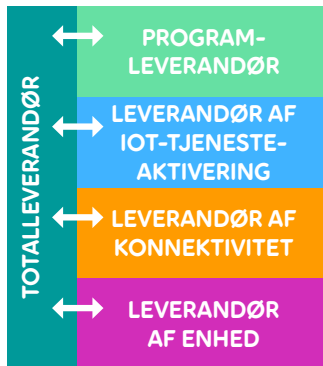 TOTALLEVERANDØR
PROGRAM-
LEVERANDØR
LEVERANDØR AF
IOT-TJENESTE-
AKTIVERING
LEVERANDØR AF
KONNEKTIVITET
LEVERANDØR
AF ENHED